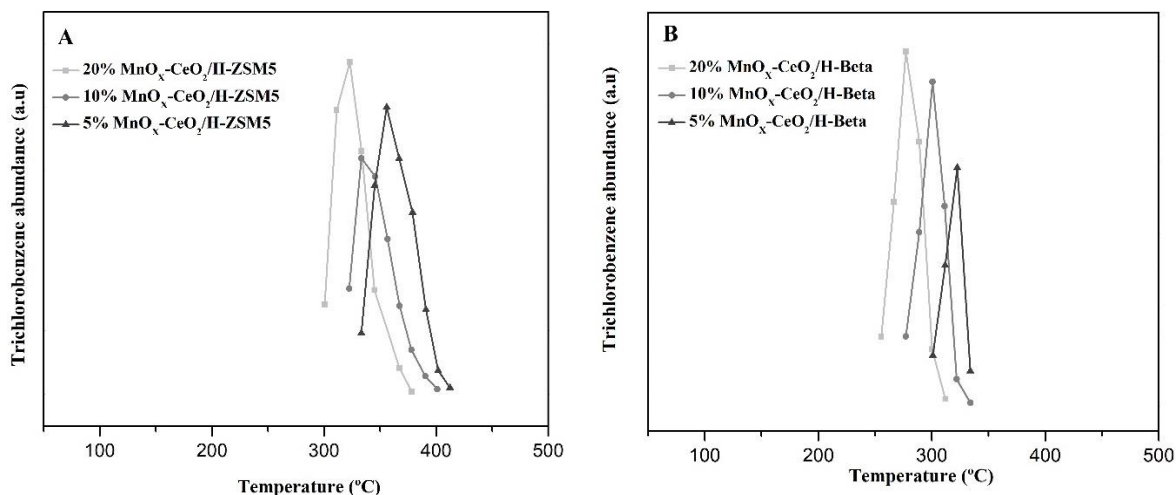 A
20% MnOₓ-CeO₂/H-ZSM5
10% MnOₓ-CeO₂/H-ZSM5
5% MnOₓ-CeO₂/H-ZSM5
Trichlorobenzene abundance (a.u)
100 200 300 400 500
Temperature (ºC)
B
20% MnOₓ-CeO₂/H-Beta
10% MnOₓ-CeO₂/H-Beta
5% MnOₓ-CeO₂/H-Beta
Trichlorobenzene abundance (a.u)
100 200 300 400 500
Temperature (ºC)